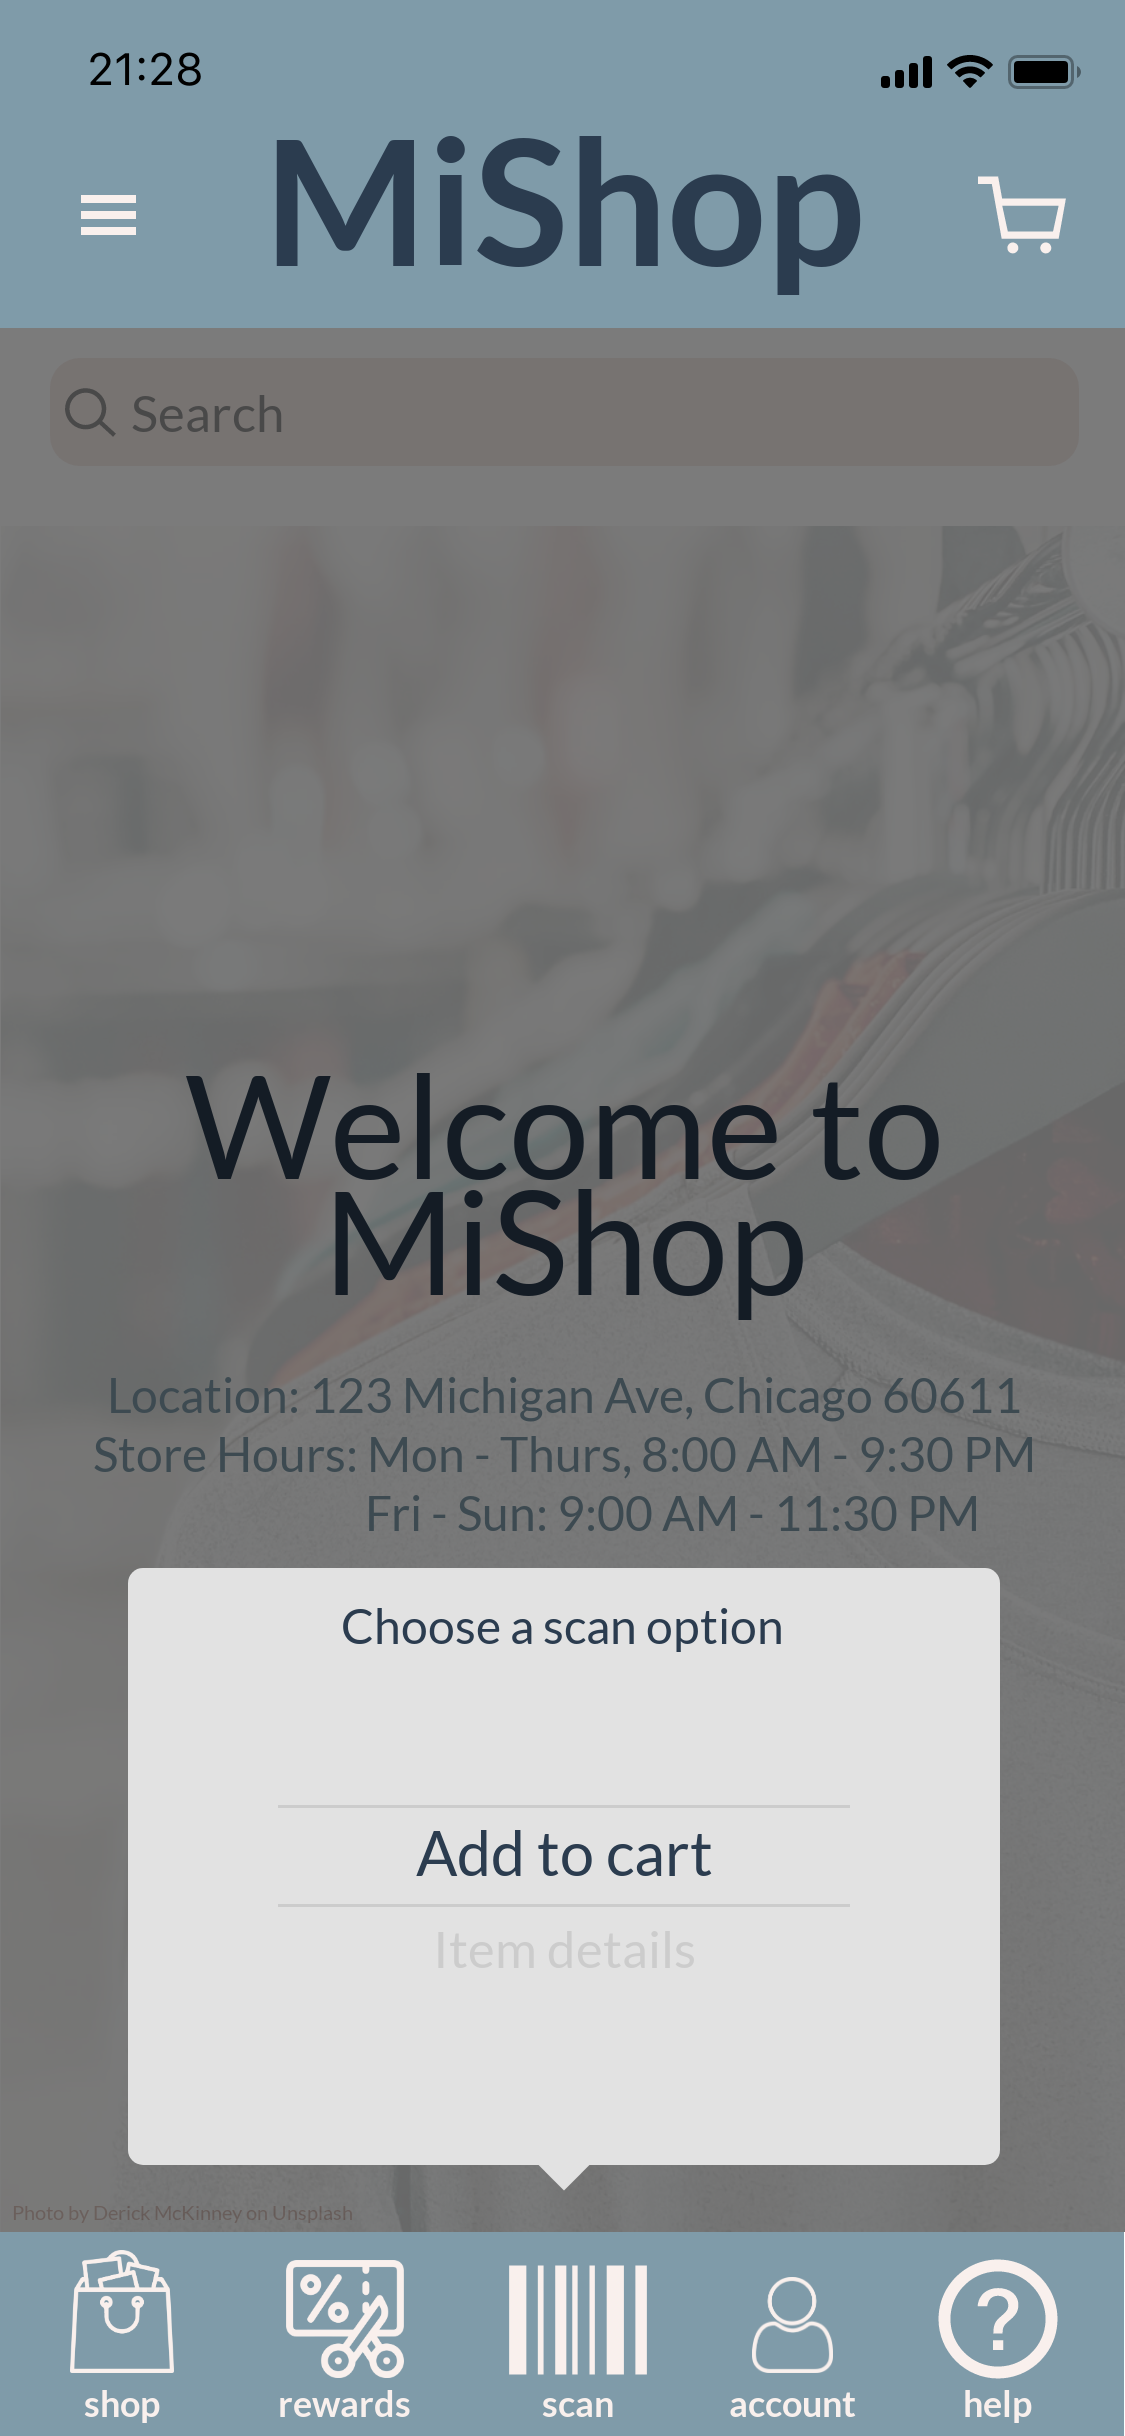 21:28
MiShop
Search
Welcome to
MiShop
Location: 123 Michigan Ave, Chicago 60611
Store Hours: Mon - Thurs, 8:00 AM - 9:30 PM
Fri - Sun: 9:00 AM - 11:30 PM
Choose a scan option
Add to cart
Item details
Photo by Derick McKinney on Unsplash
shop rewards scan account help